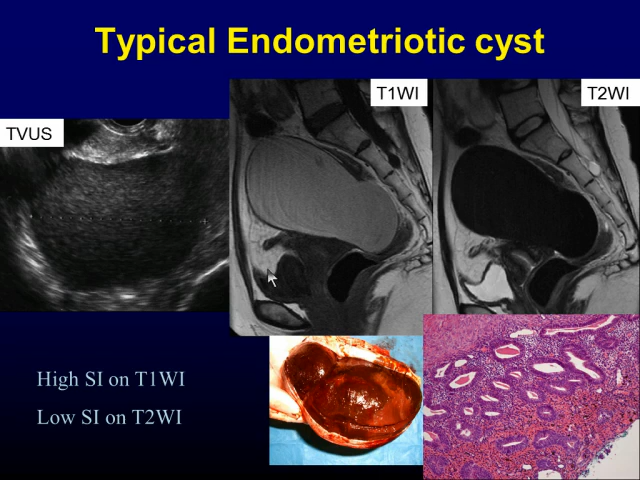 Typical Endometriotic cyst
TVUS
T1WI
T2WI
High SI on T1WI
Low SI on T2WI